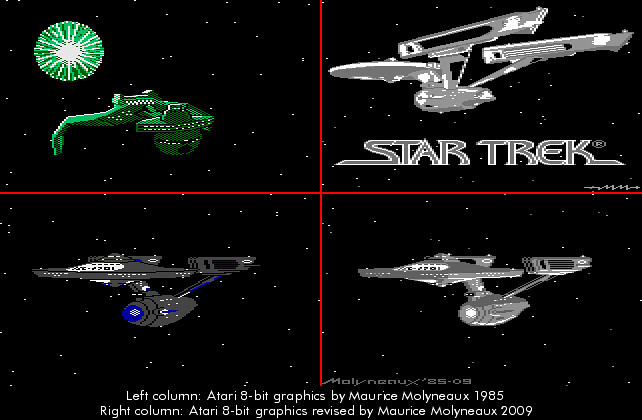 STAR TREK®
Molyneaux '85-09
Left column: Atari 8-bit graphics by Maurice Molyneaux 1985
Right column: Atari 8-bit graphics revised by Maurice Molyneaux 2009